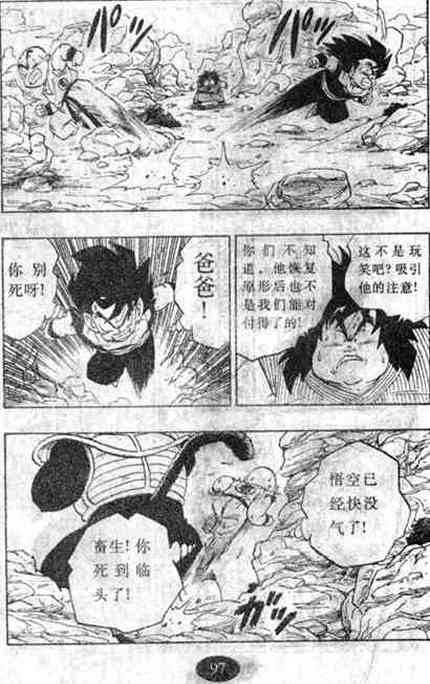 パッ
パッ
这不是玩
笑吧?吸引
他的注意!
你们不知
道。他恢复
原形后也不
是我们能对
付得了的!
爸爸!
你别
死呀!
悟空已
经快没
气了!
畜生!你
死到临
头了!
ガッ
97